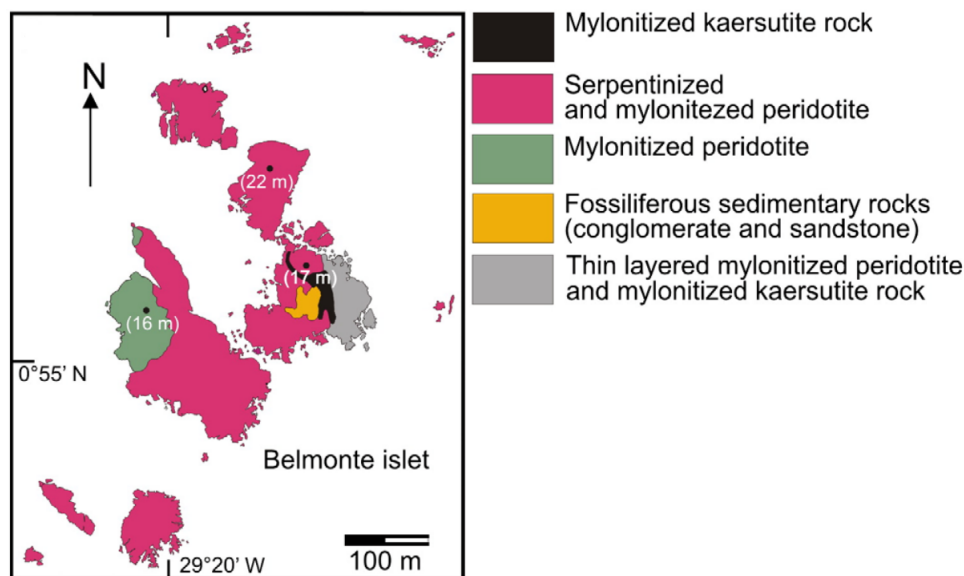 N
(22 m)
(17 m)
(16 m)
0°55' N
Belmonte islet
29°20' W
100 m
Mylonitized kaersutite rock
Serpentinized
and mylonitezed peridotite
Mylonitized peridotite
Fossiliferous sedimentary rocks
(conglomerate and sandstone)
Thin layered mylonitized peridotite
and mylonitized kaersutite rock